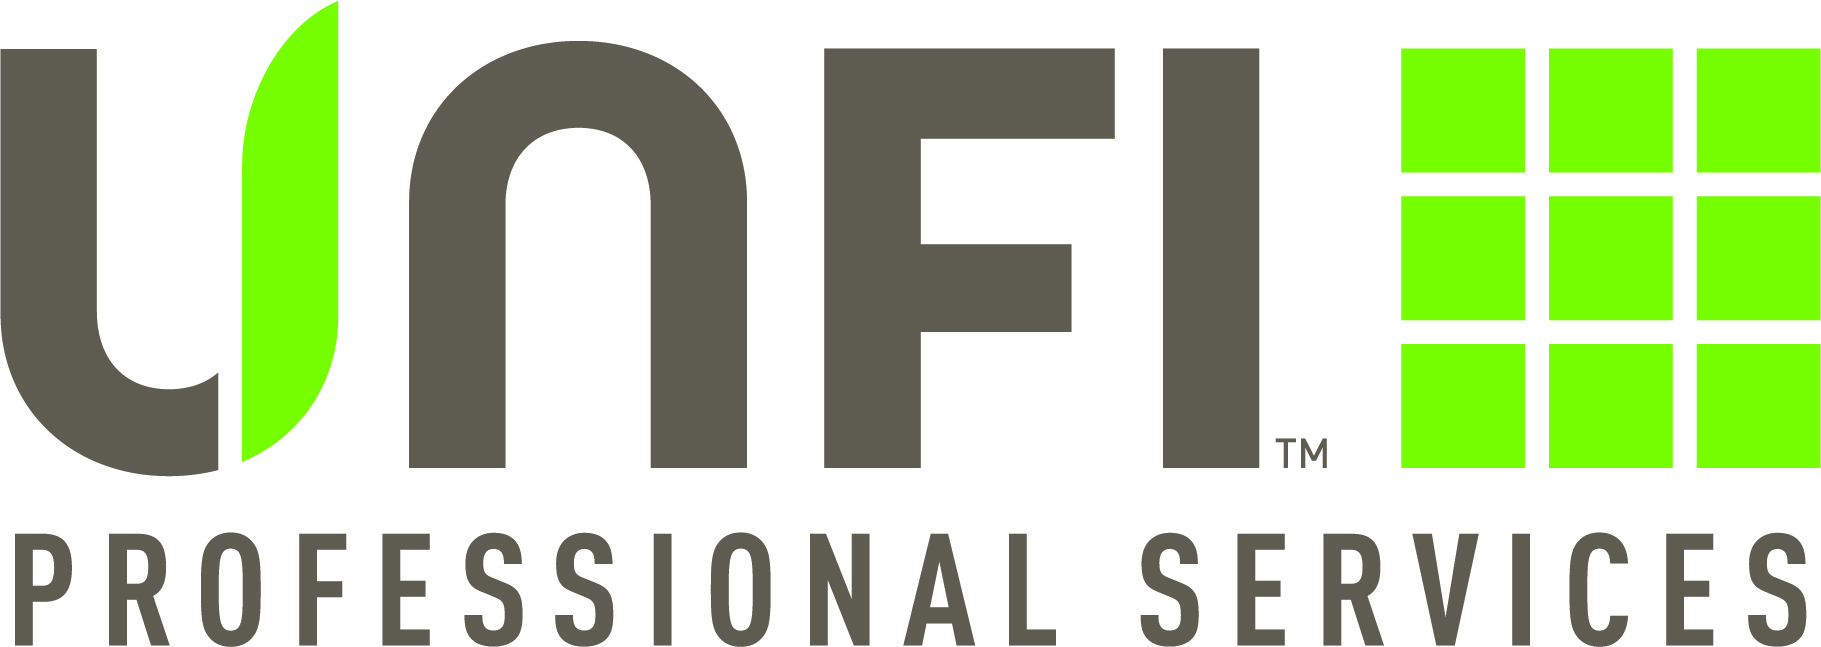 UNFI™
PROFESSIONAL SERVICES